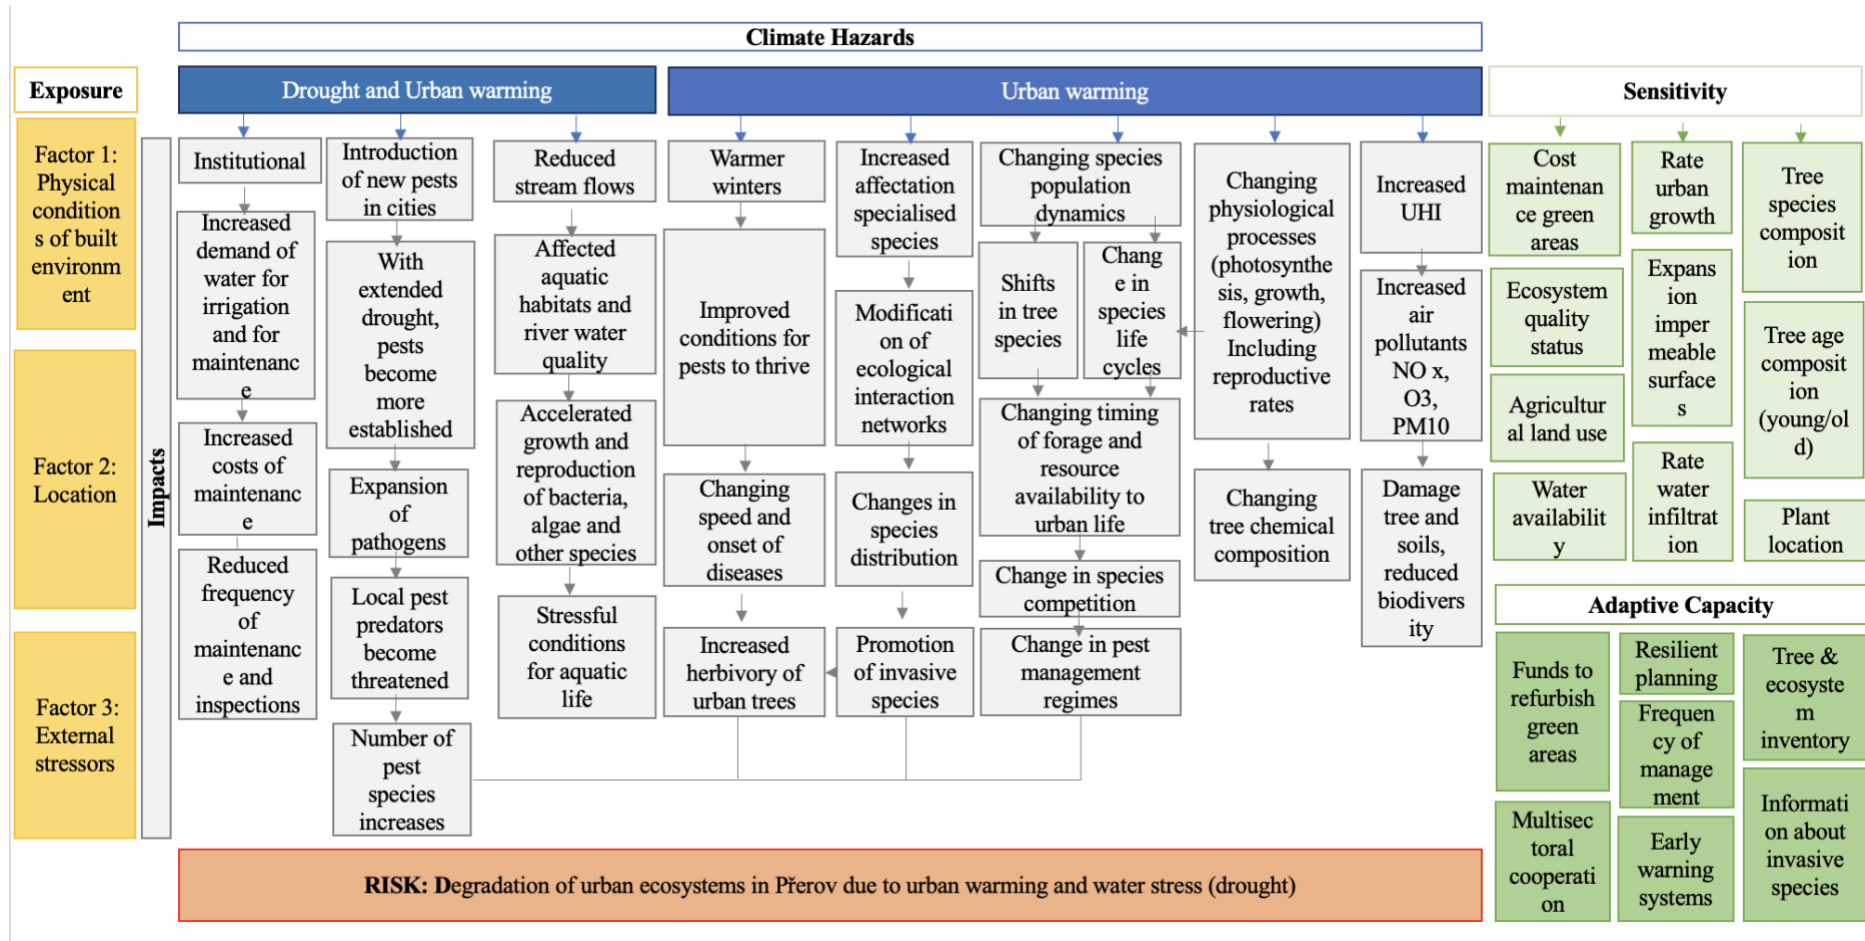 Climate Hazards
Exposure
Drought and Urban warming
Urban warming
Sensitivity
Factor 1:
Physical
condition
s of built
environm
ent
Factor 2:
Location
Factor 3:
External
stressors
Impacts
Institutional
Increased
demand of
water for
irrigation
and for
maintenanc
e
Increased
costs of
maintenanc
e
Reduced
frequency
of
maintenanc
e and
inspections
Introduction
of new pests
in cities
With
extended
drought,
pests
become
more
established
Expansion
of
pathogens
Local pest
predators
become
threatened
Number of
pest
species
increases
Reduced
stream flows
Affected
aquatic
habitats and
river water
quality
Accelerated
growth and
reproduction
of bacteria,
algae and
other species
Stressful
conditions
for aquatic
life
Warmer
winters
Improved
conditions for
pests to thrive
Changing
speed and
onset of
diseases
Increased
herbivory of
urban trees
Increased
affectation
specialised
species
Modificati
on of
ecological
interaction
networks
Changes in
species
distribution
Promotion
of invasive
species
Changing species
population
dynamics
Shifts
in tree
species
Chang
e in
species
life
cycles
Changing timing
of forage and
resource
availability to
urban life
Change in species
competition
Change in pest
management
regimes
Changing
physiological
processes
(photosynthe
sis, growth,
flowering)
Including
reproductive
rates
Changing
tree chemical
composition
Increased
UHI
Increased
air
pollutants
NO x,
O3,
PM10
Damage
tree and
soils,
reduced
biodivers
ity
Cost
maintenan
ce green
areas
Ecosystem
quality
status
Agricultur
al land use
Water
availabilit
y
Rate
urban
growth
Expans
ion
imper
meable
surface
s
Rate
water
infiltrat
ion
Tree
species
composit
ion
Tree age
composit
ion
(young/ol
d)
Plant
location
Adaptive Capacity
Funds to
refurbish
green
areas
Multisec
toral
cooperati
on
Resilient
planning
Frequen
cy of
manage
ment
Early
warning
systems
Tree &
ecosyste
m
inventory
Informati
on about
invasive
species
RISK: Degradation of urban ecosystems in Přerov due to urban warming and water stress (drought)